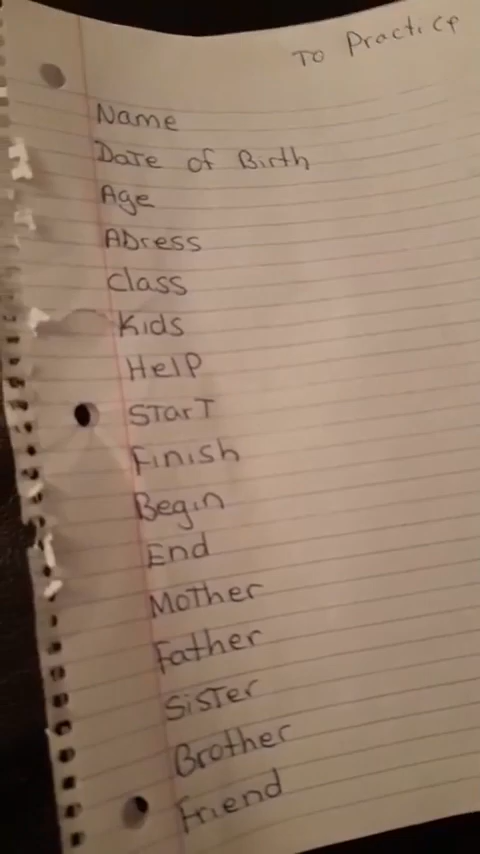 To Practice
Name
Date of Birth
Age
ADress
Class
Kids
Help
Start
Finish
Begin
End
Mother
Father
Sister
Brother
Friend